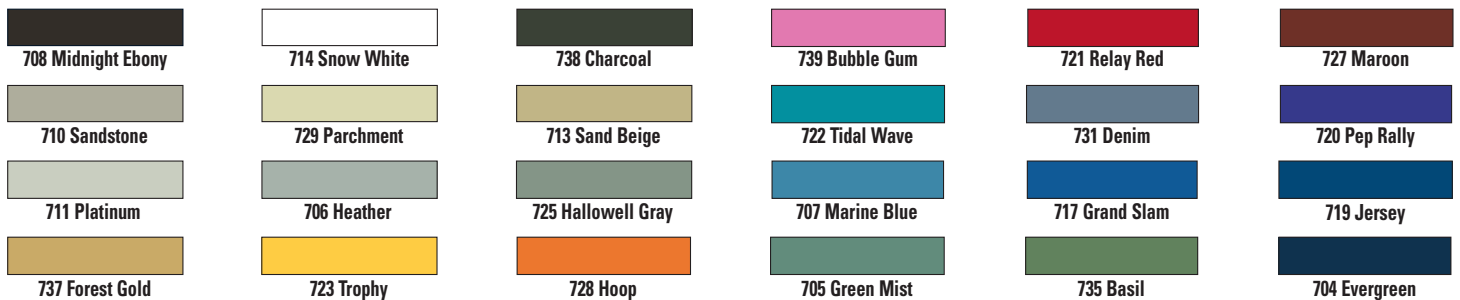 708 Midnight Ebony
714 Snow White
738 Charcoal
739 Bubble Gum
721 Relay Red
727 Maroon
710 Sandstone
729 Parchment
713 Sand Beige
722 Tidal Wave
731 Denim
720 Pep Rally
711 Platinum
706 Heather
725 Hallowell Gray
707 Marine Blue
717 Grand Slam
719 Jersey
737 Forest Gold
723 Trophy
728 Hoop
705 Green Mist
735 Basil
704 Evergreen